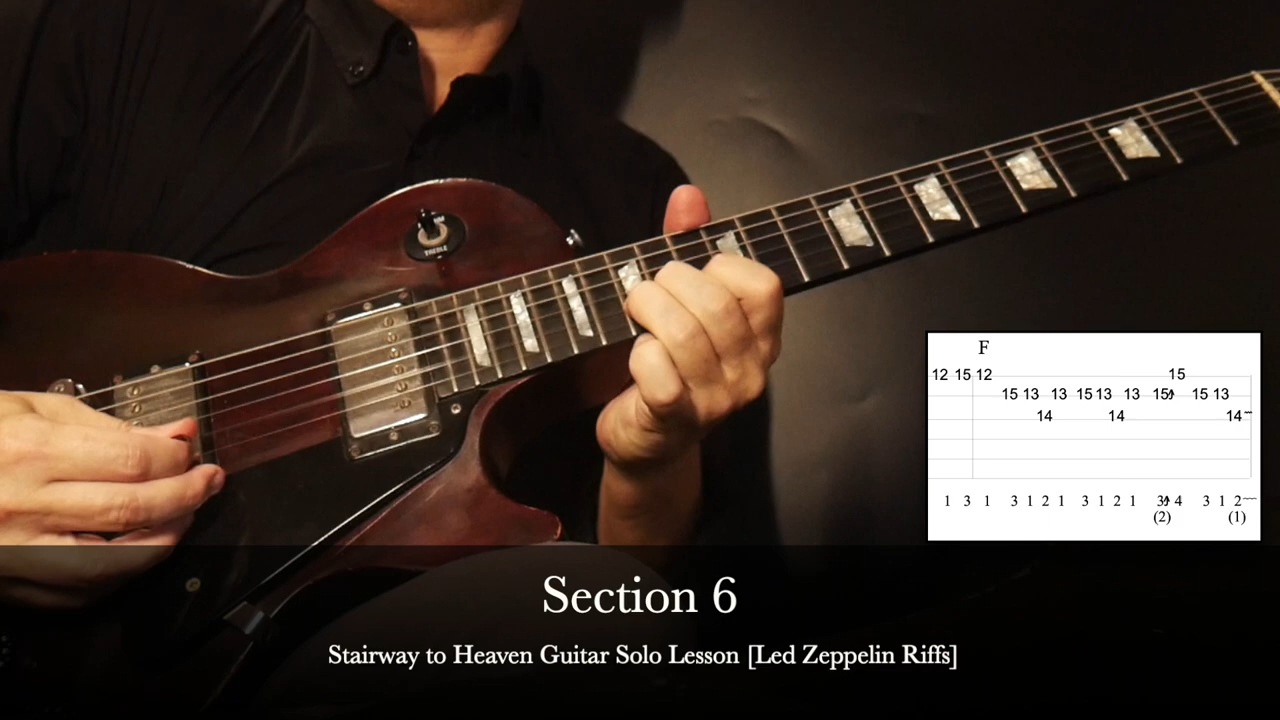 TREBLE
F
12 15 12 15
15 13 13 15 13 13 15 15 13
14 14 14
1 3 1 3 1 2 1 3 1 2 1 3 4 3 1 2
(2) (1)
Section 6
Stairway to Heaven Guitar Solo Lesson [Led Zeppelin Riffs]